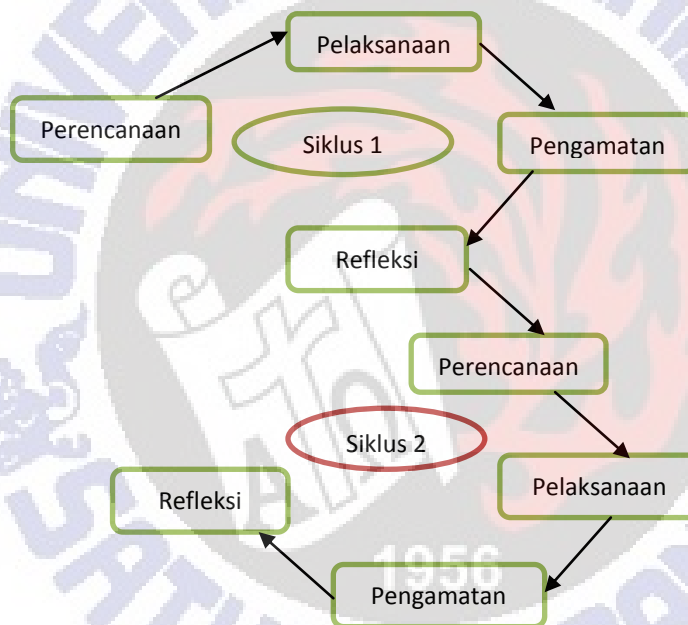 Pelaksanaan
Perencanaan
Siklus 1
Pengamatan
Refleksi
Perencanaan
Siklus 2
Pelaksanaan
Refleksi
Pengamatan
1956